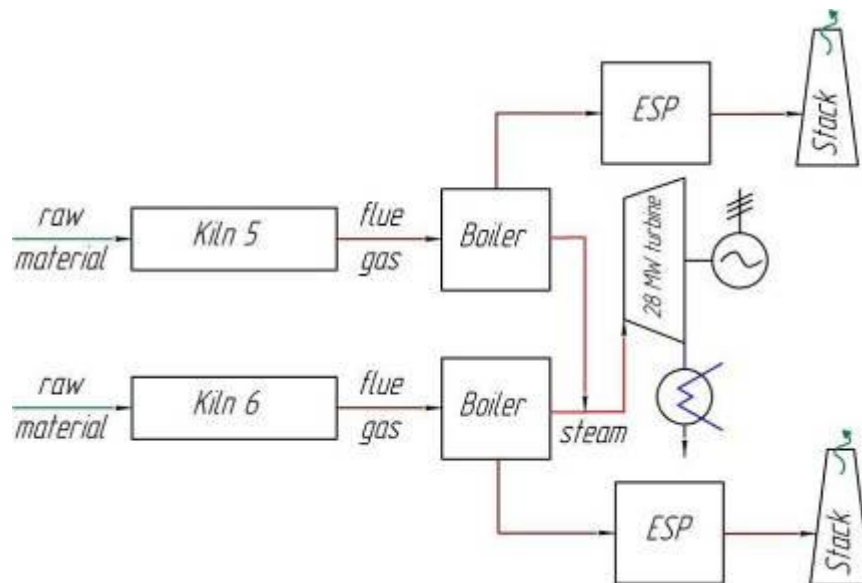 ESP
Stack
raw
material
Kiln 5
flue
gas
Boiler
28 MW turbine
raw
material
Kiln 6
flue
gas
Boiler
steam
ESP
Stack